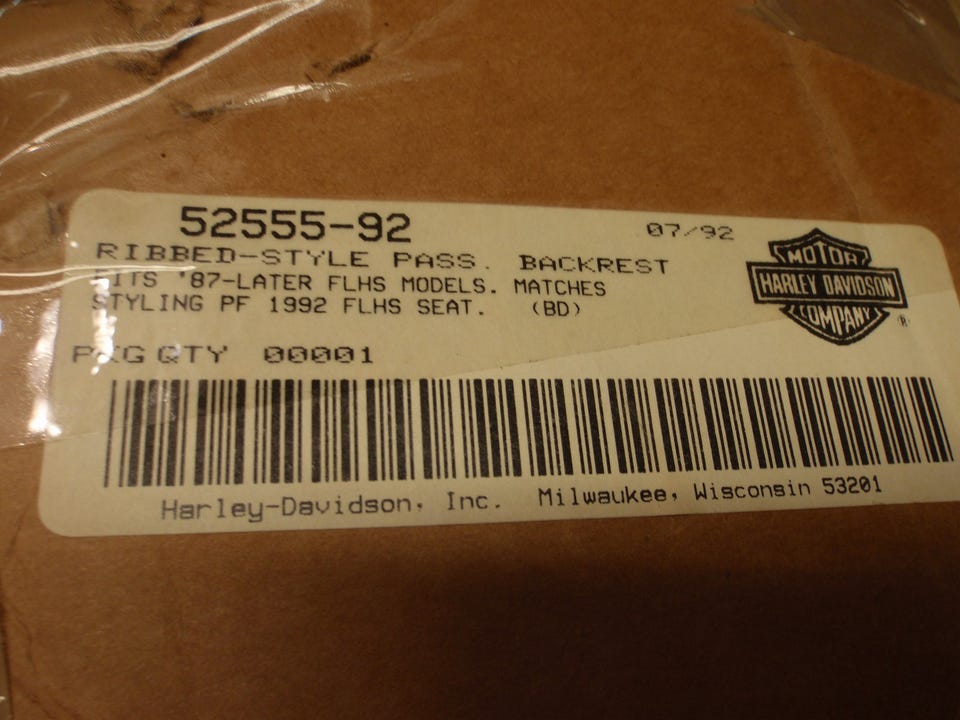 52555-92
07/92
RIBBED-STYLE PASS. BACKREST
FITS '87-LATER FLHS MODELS. MATCHES
STYLING PF 1992 FLHS SEAT. (BD)
MOTOR
HARLEY DAVIDSON
COMPANY
®
PKG QTY 00001
Harley-Davidson, Inc. Milwaukee, Wisconsin 53201